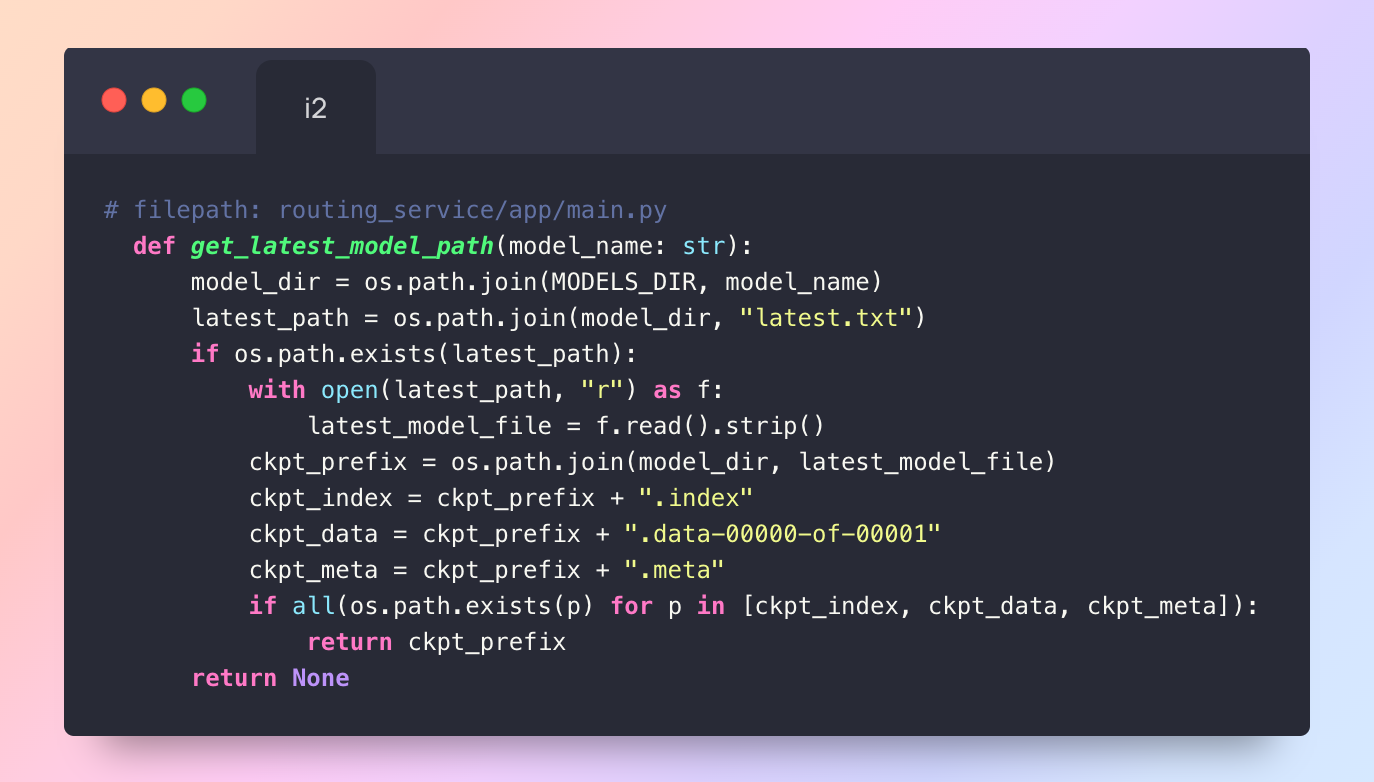 i2
# filepath: routing_service/app/main.py
  def get_latest_model_path(model_name: str):
      model_dir = os.path.join(MODELS_DIR, model_name)
      latest_path = os.path.join(model_dir, "latest.txt")
      if os.path.exists(latest_path):
          with open(latest_path, "r") as f:
              latest_model_file = f.read().strip()
          ckpt_prefix = os.path.join(model_dir, latest_model_file)
          ckpt_index = ckpt_prefix + ".index"
          ckpt_data = ckpt_prefix + ".data-00000-of-00001"
          ckpt_meta = ckpt_prefix + ".meta"
          if all(os.path.exists(p) for p in [ckpt_index, ckpt_data, ckpt_meta]):
              return ckpt_prefix
      return None